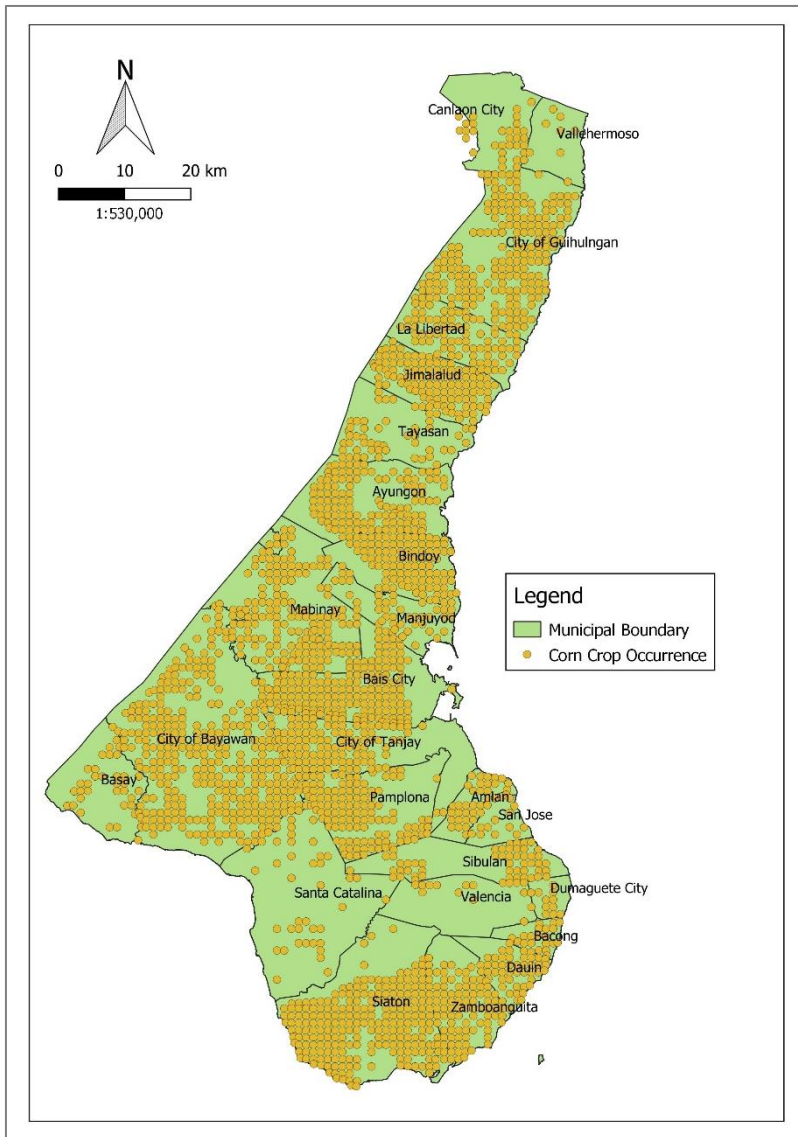 N
0 10 20 km
1:530,000
Canlaon City
Vallehermoso
City of Guihulngan
La Libertad
Jimalalud
Tayasan
Ayungon
Bindoy
Mabinay
Manjuyod
Legend
Municipal Boundary
Corn Crop Occurrence
Bais City
City of Bayawan
City of Tanjay
Basay
Pamplona
Amlan
San Jose
Sibulan
Santa Catalina
Valencia
Dumaguete City
Bacong
Dauin
Siaton
Zamboanguita